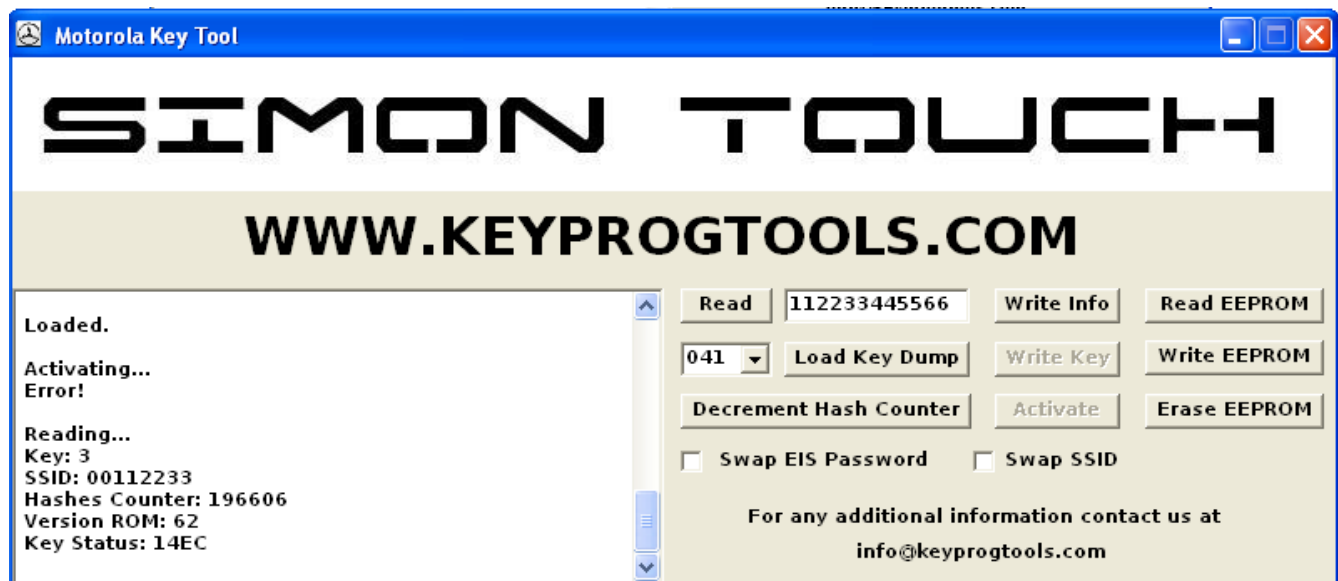 Motorola Key Tool
SIMON TOUCH
WWW.KEYPROGTOOLS.COM
Loaded.
Activating...
Error!
Reading...
Key: 3
SSID: 00112233
Hashes Counter: 196606
Version ROM: 62
Key Status: 14EC
Read 112233445566 Write Info Read EEPROM
041 Load Key Dump Write Key Write EEPROM
Decrement Hash Counter Activate Erase EEPROM
Swap EIS Password Swap SSID
For any additional information contact us at
info@keyprogtools.com